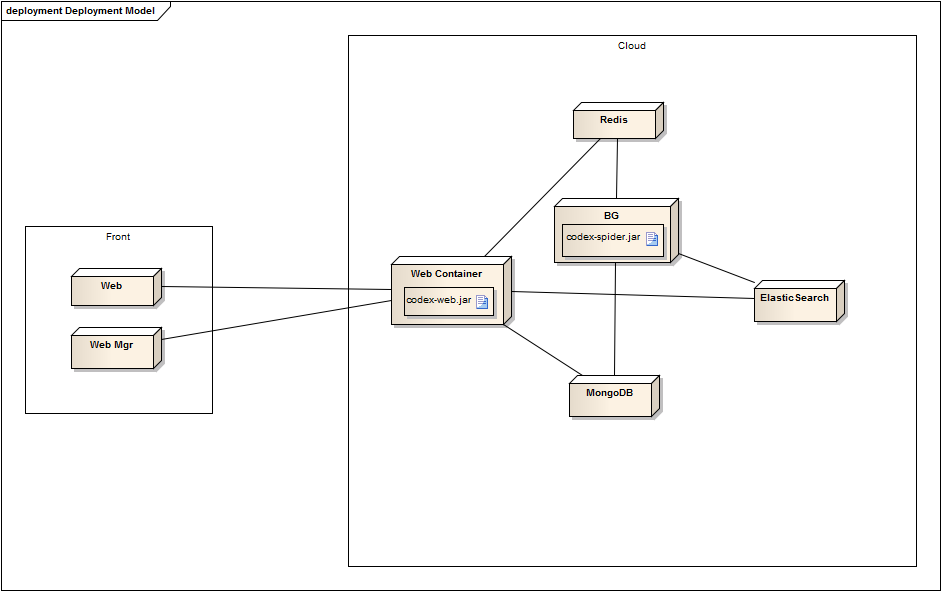 deployment Deployment Model
Cloud
Redis
BG
codex-spider.jar
Front
Web
Web Mgr
Web Container
codex-web.jar
ElasticSearch
MongoDB